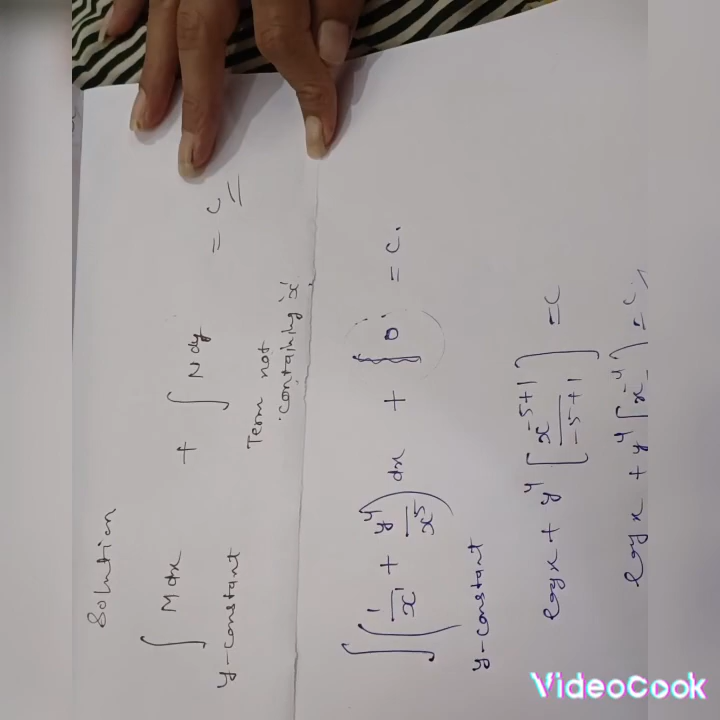 Solution
∫ M dx + ∫ N dy = c
y-constant Term not
containing 'x'
∫ (1/x + y⁴/x⁵) dx + ∫ 0 = c.
y-constant
log x + y⁴ [x⁻⁵⁺¹/-5+1] = c
log x + y⁴ [x⁻⁴/ ] = c,
VideoCook